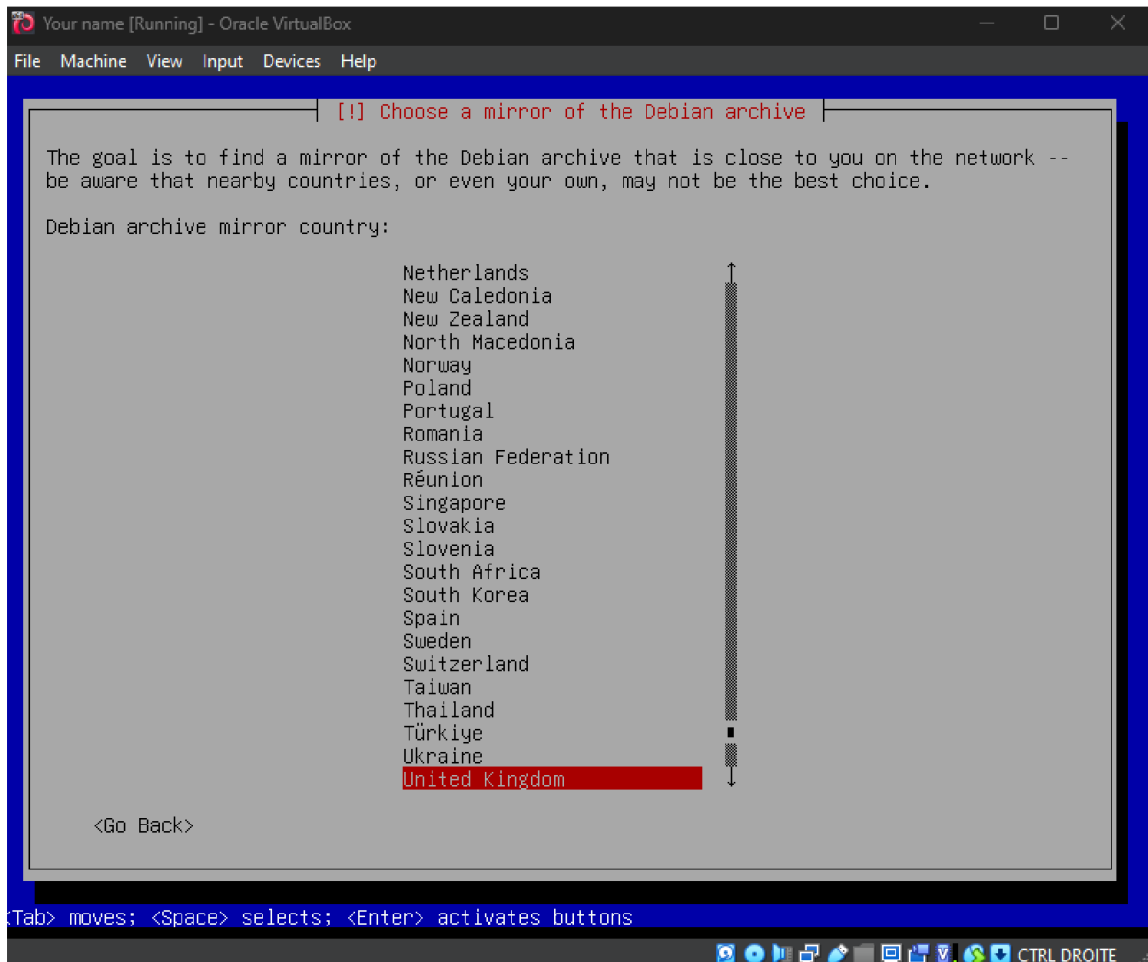 Your name [Running] - Oracle VirtualBox
File Machine View Input Devices Help
[!] Choose a mirror of the Debian archive
The goal is to find a mirror of the Debian archive that is close to you on the network --
be aware that nearby countries, or even your own, may not be the best choice.
Debian archive mirror country:
Netherlands
New Caledonia
New Zealand
North Macedonia
Norway
Poland
Portugal
Romania
Russian Federation
Réunion
Singapore
Slovakia
Slovenia
South Africa
South Korea
Spain
Sweden
Switzerland
Taiwan
Thailand
Türkiye
Ukraine
United Kingdom
<Go Back>
<Tab> moves; <Space> selects; <Enter> activates buttons
CTRL DROITE